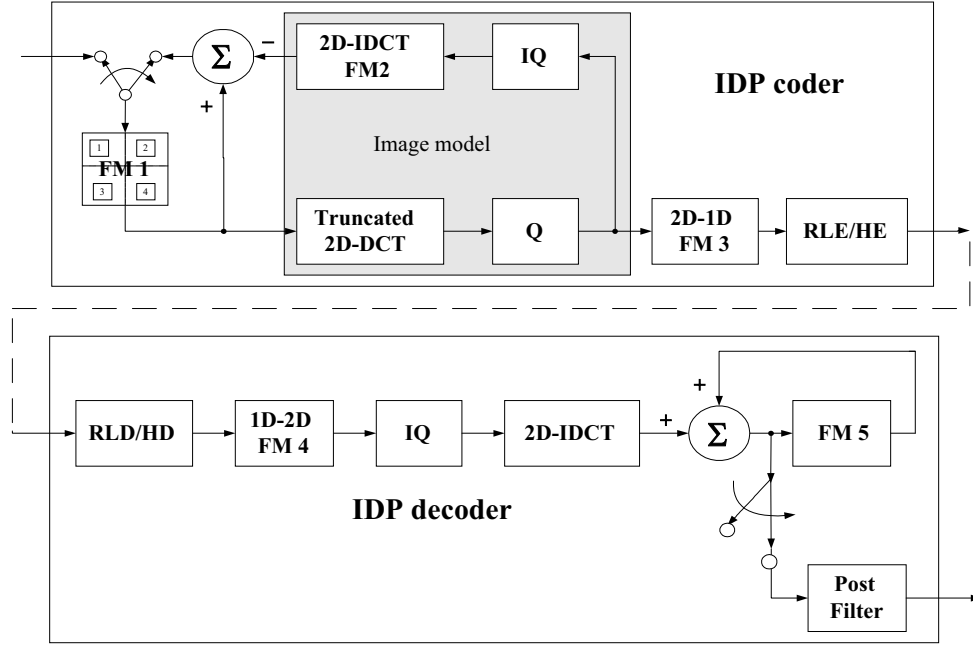 Σ
−
+
2D-IDCT
FM2
IQ
IDP coder
1
2
FM 1
3
4
Image model
Truncated
2D-DCT
Q
2D-1D
FM 3
RLE/HE
RLD/HD
1D-2D
FM 4
IQ
2D-IDCT
+
+
Σ
FM 5
IDP decoder
Post
Filter